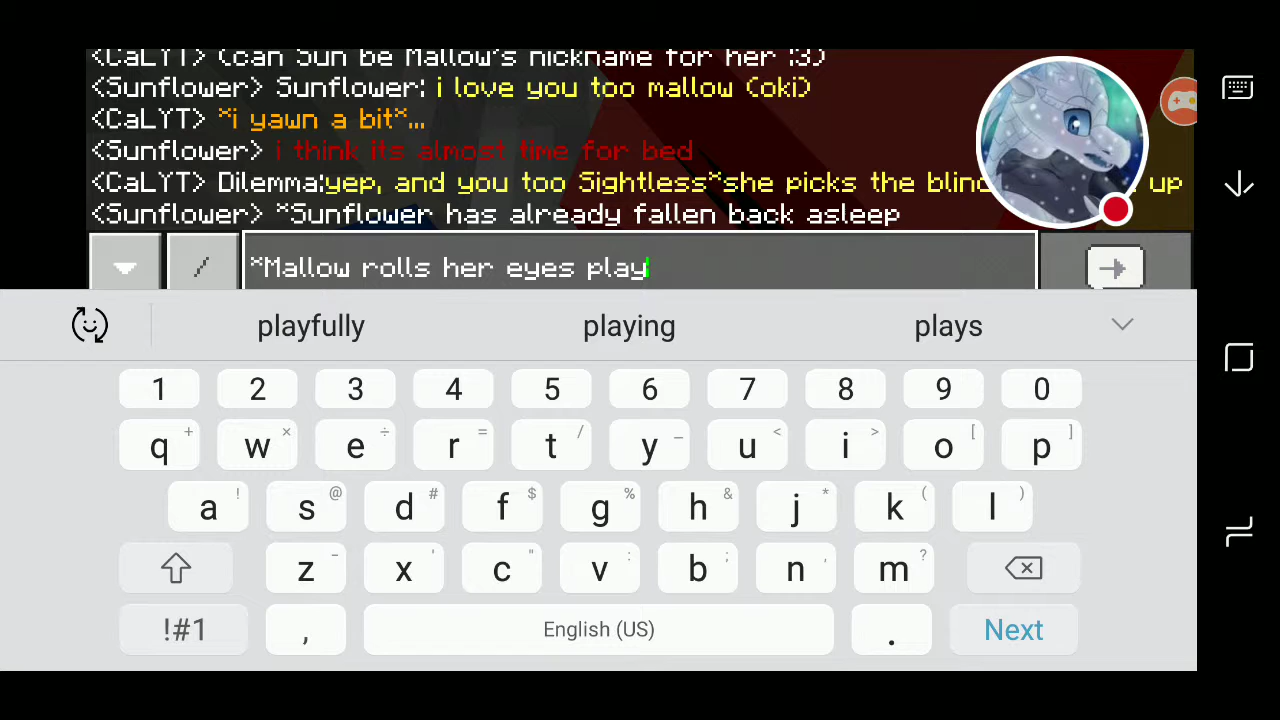 <CaLYT> (can Sun be Mallow's nickname for her :3)
<Sunflower> Sunflower: i love you too mallow (oki)
<CaLYT> *i yawn a bit*...
<Sunflower> i think its almost time for bed
<CaLYT> Dilemma:yep, and you too Sightless*she picks the blind up
<Sunflower> *Sunflower has already fallen back asleep
/ *Mallow rolls her eyes play
playfully playing plays
1 2 3 4 5 6 7 8 9 0
q + w × e ÷ r = t / y _ u < i > o [ p ]
a ! s @ d # f $ g % h & j * k ( l )
z - x ' c " v : b ; n , m ?
!#1 , English (US) . Next